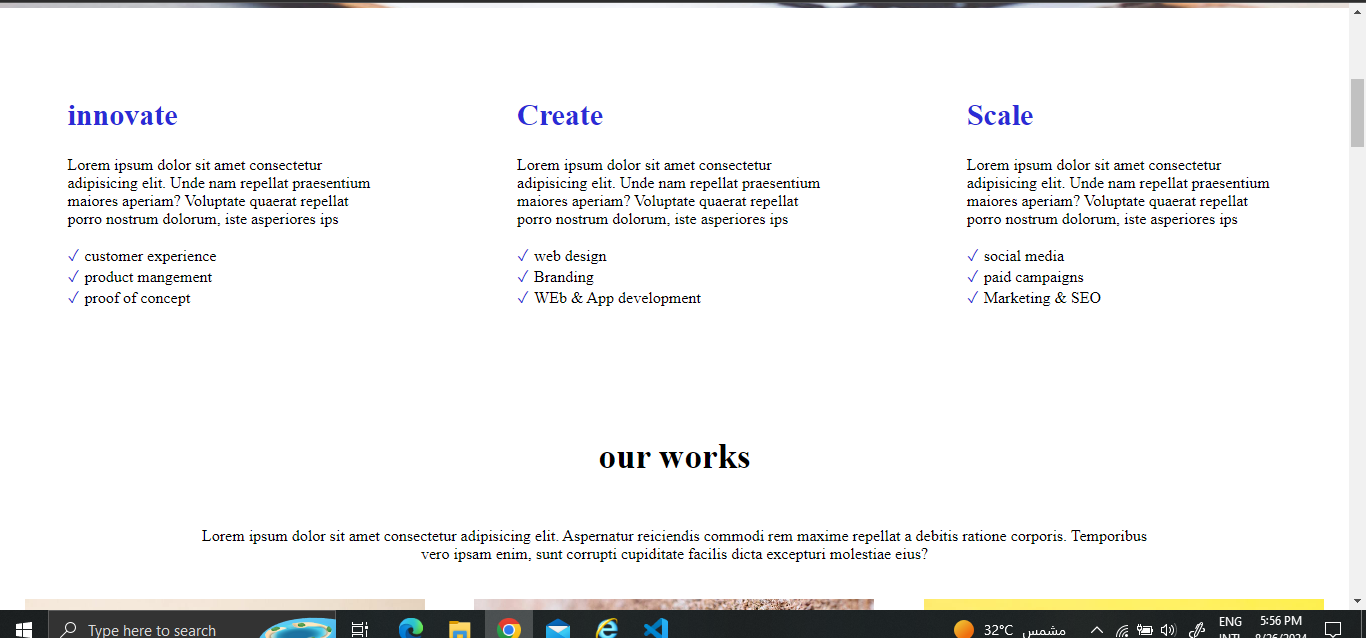 innovate
Lorem ipsum dolor sit amet consectetur
adipisicing elit. Unde nam repellat praesentium
maiores aperiam? Voluptate quaerat repellat
porro nostrum dolorum, iste asperiores ips
✓ customer experience
✓ product mangement
✓ proof of concept
Create
Lorem ipsum dolor sit amet consectetur
adipisicing elit. Unde nam repellat praesentium
maiores aperiam? Voluptate quaerat repellat
porro nostrum dolorum, iste asperiores ips
✓ web design
✓ Branding
✓ WEb & App development
Scale
Lorem ipsum dolor sit amet consectetur
adipisicing elit. Unde nam repellat praesentium
maiores aperiam? Voluptate quaerat repellat
porro nostrum dolorum, iste asperiores ips
✓ social media
✓ paid campaigns
✓ Marketing & SEO
our works
Lorem ipsum dolor sit amet consectetur adipisicing elit. Aspernatur reiciendis commodi rem maxime repellat a debitis ratione corporis. Temporibus
vero ipsam enim, sunt corrupti cupiditate facilis dicta excepturi molestiae eius?
Type here to search
32°C مشمس
ENG
INTL
5:56 PM
8/26/2024